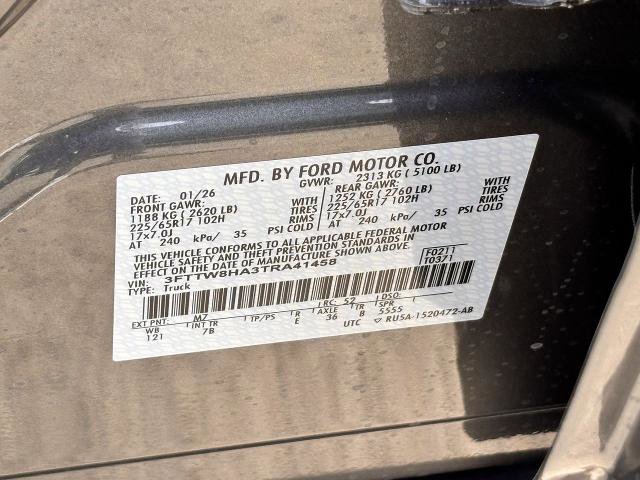 MFD. BY FORD MOTOR CO.
DATE: 01/26 GVWR: 2313 KG ( 5100 LB)
FRONT GAWR: REAR GAWR:
1188 KG ( 2620 LB) WITH 1252 KG ( 2760 LB) WITH
225/65R17 102H TIRES 225/65R17 102H TIRES
17x7.0J RIMS 17x7.0J RIMS
AT 240 kPa/ 35 PSI COLD AT 240 kPa/ 35 PSI COLD
THIS VEHICLE CONFORMS TO ALL APPLICABLE FEDERAL MOTOR
VEHICLE SAFETY AND THEFT PREVENTION STANDARDS IN
EFFECT ON THE DATE OF MANUFACTURE SHOWN ABOVE.
VIN: 3FTTW8HA3TRA41458 F0211
TYPE: Truck T0371
EXT PNT: M7 RC: 52 DSO:
WB INT TR TP/PS R AXLE TR SPR
121 7B E 36 B 5555
UTC RU5A-1520472-AB